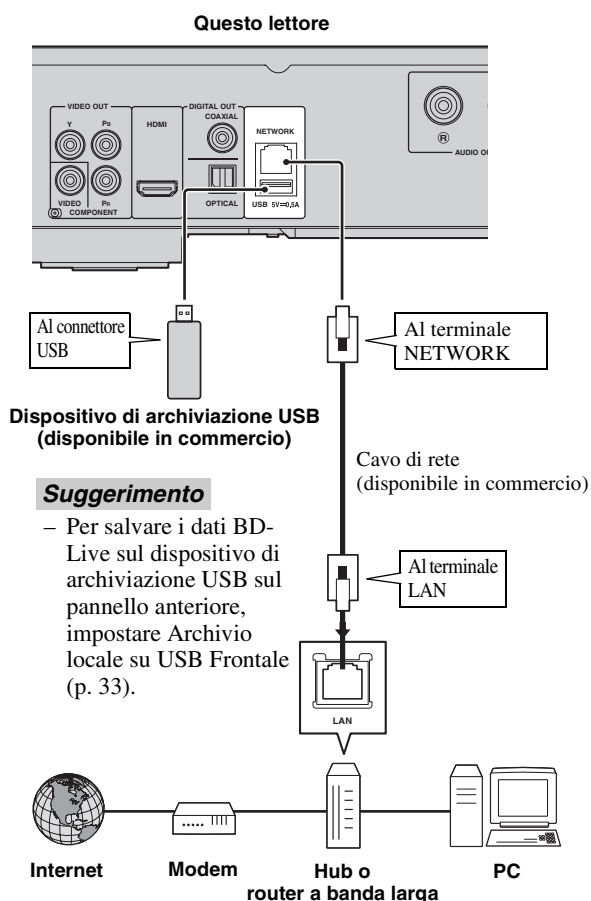 Questo lettore
VIDEO OUT
Y
PB
VIDEO
PR
COMPONENT
HDMI
DIGITAL OUT
COAXIAL
OPTICAL
NETWORK
USB 5V⎓0,5A
R
AUDIO OU
Al connettore
USB
Al terminale
NETWORK
Dispositivo di archiviazione USB
(disponibile in commercio)
Cavo di rete
(disponibile in commercio)
Suggerimento
– Per salvare i dati BD-
Live sul dispositivo di
archiviazione USB sul
pannello anteriore,
impostare Archivio
locale su USB Frontale
(p. 33).
Al terminale
LAN
LAN
Internet
Modem
Hub o
router a banda larga
PC